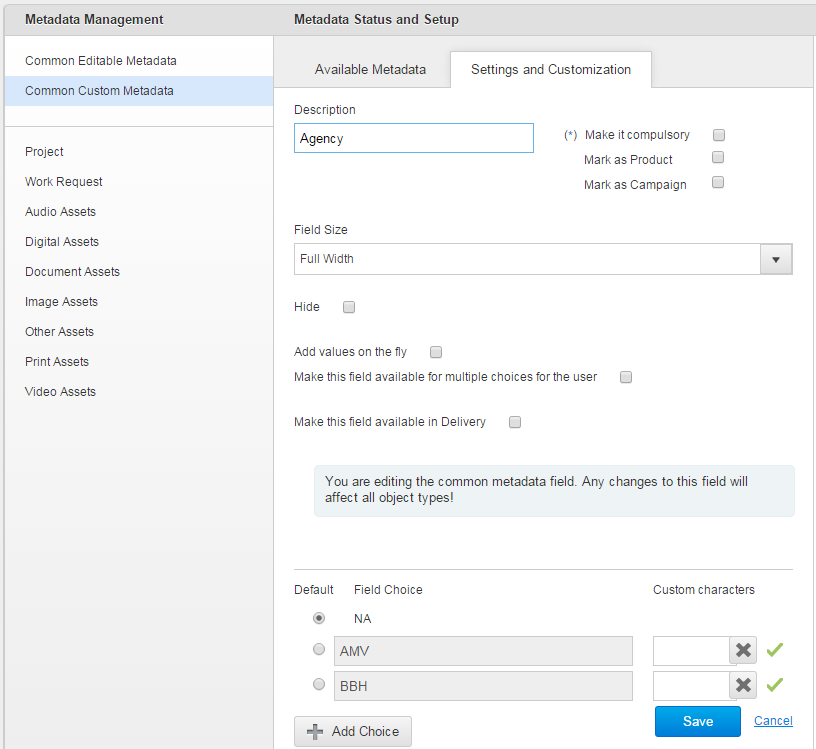 Metadata Management
Metadata Status and Setup
Common Editable Metadata
Common Custom Metadata
Project
Work Request
Audio Assets
Digital Assets
Document Assets
Image Assets
Other Assets
Print Assets
Video Assets
Available Metadata
Settings and Customization
Description
Agency
(*) Make it compulsory
Mark as Product
Mark as Campaign
Field Size
Full Width
Hide
Add values on the fly
Make this field available for multiple choices for the user
Make this field available in Delivery
You are editing the common metadata field. Any changes to this field will
affect all object types!
Default Field Choice Custom characters
NA
AMV
BBH
Add Choice
Save
Cancel